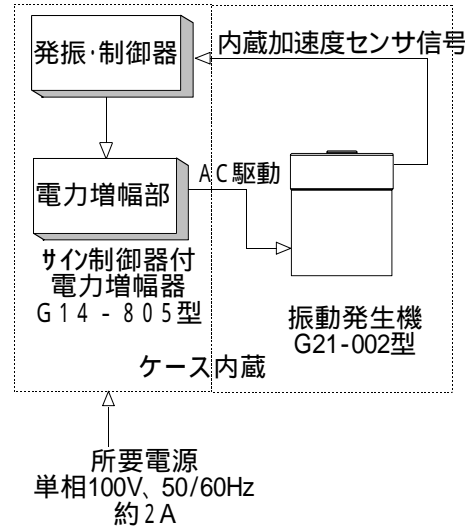 発振･制御器
内蔵加速度センサ信号
電力増幅部
AC駆動
ｻｲﾝ制御器付
電力増幅器
G14-805型
振動発生機
G21-002型
ケース内蔵
所要電源
単相100V、50/60Hz
約2A